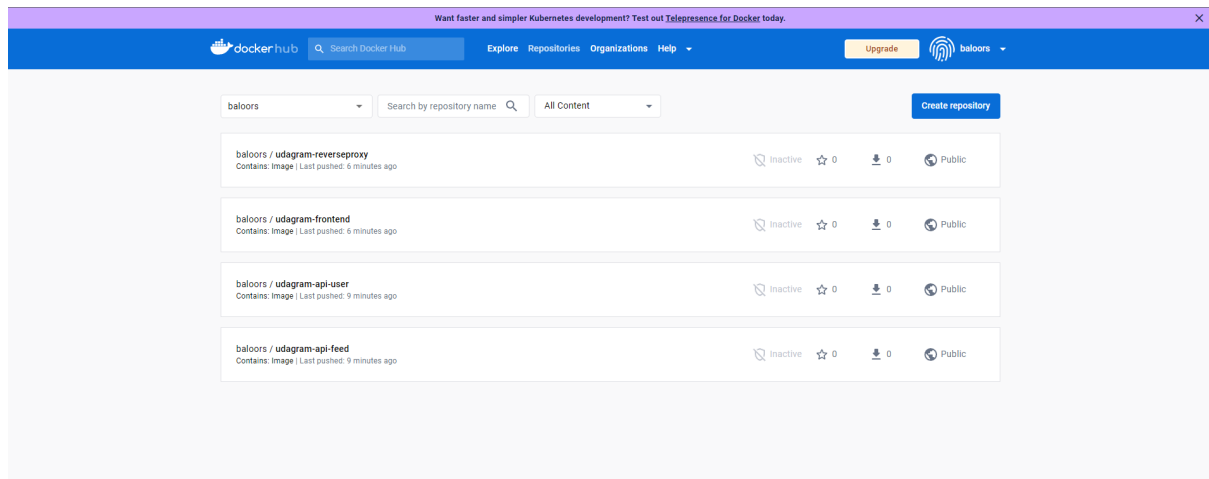 Want faster and simpler Kubernetes development? Test out Telepresence for Docker today.
dockerhub Search Docker Hub Explore Repositories Organizations Help Upgrade baloors
baloors Search by repository name All Content Create repository
baloors / udagram-reverseproxy
Contains: Image | Last pushed: 6 minutes ago
Inactive 0 0 Public
baloors / udagram-frontend
Contains: Image | Last pushed: 6 minutes ago
Inactive 0 0 Public
baloors / udagram-api-user
Contains: Image | Last pushed: 9 minutes ago
Inactive 0 0 Public
baloors / udagram-api-feed
Contains: Image | Last pushed: 9 minutes ago
Inactive 0 0 Public